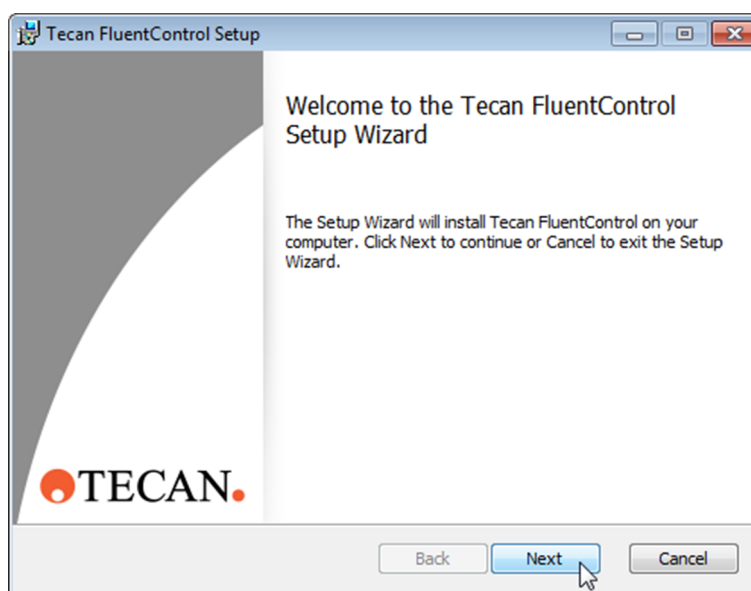 Tecan FluentControl Setup
Welcome to the Tecan FluentControl
Setup Wizard
The Setup Wizard will install Tecan FluentControl on your
computer. Click Next to continue or Cancel to exit the Setup
Wizard.
TECAN.
Back Next Cancel